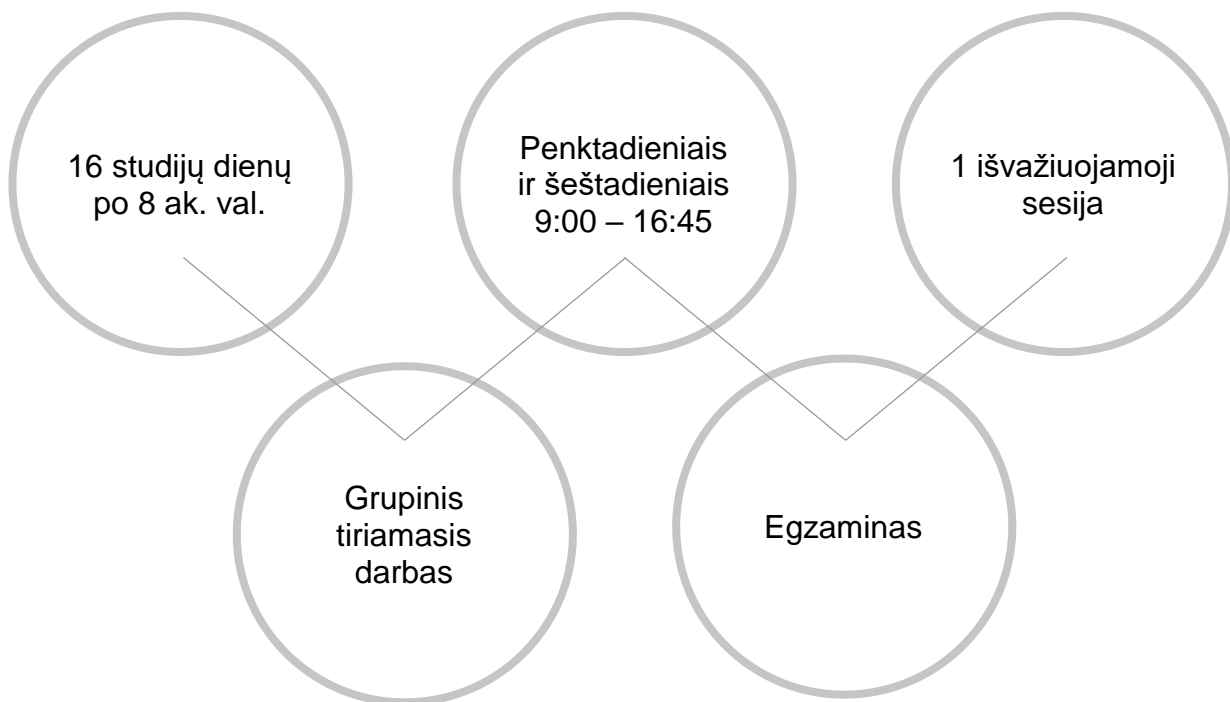 16 studijų dienų
po 8 ak. val.
Penktadieniais
ir šeštadieniais
9:00 – 16:45
1 išvažiuojamoji
sesija
Grupinis
tiriamasis
darbas
Egzaminas